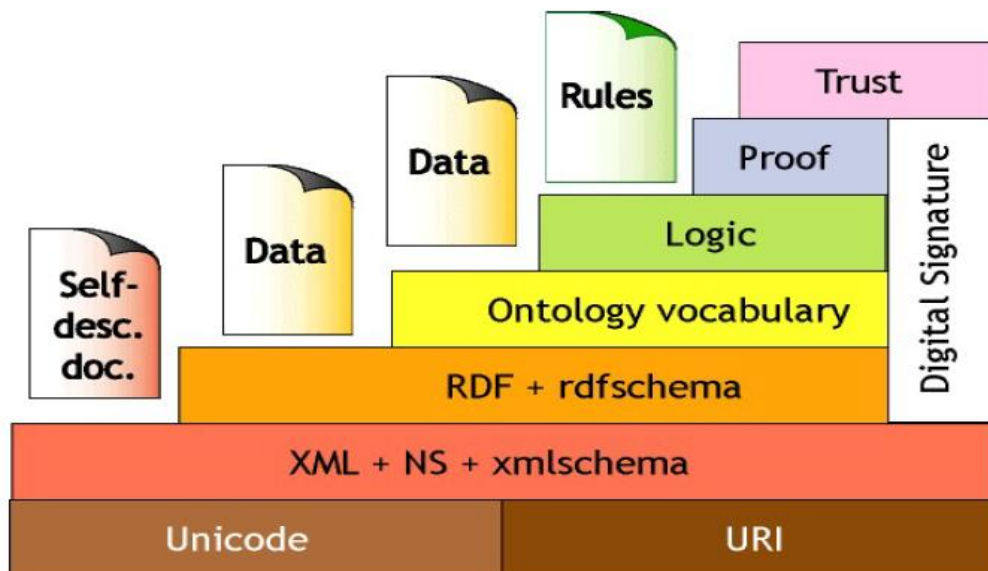 Rules
Trust
Data
Proof
Data
Logic
Self-
desc.
doc.
Ontology vocabulary
Digital Signature
RDF + rdfschema
XML + NS + xmlschema
Unicode
URI